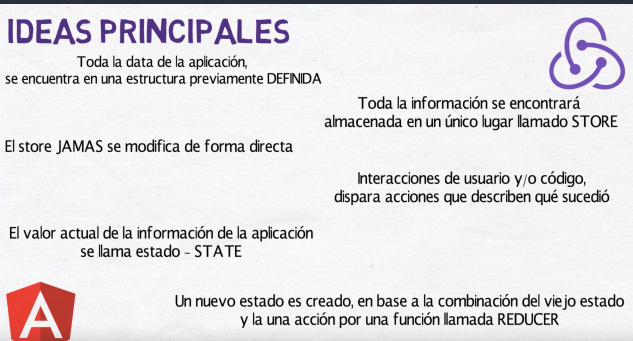 IDEAS PRINCIPALES
Toda la data de la aplicación,
se encuentra en una estructura previamente DEFINIDA
Toda la información se encontrará
almacenada en un único lugar llamado STORE
El store JAMAS se modifica de forma directa
Interacciones de usuario y/o código,
dispara acciones que describen qué sucedió
El valor actual de la información de la aplicación
se llama estado - STATE
Un nuevo estado es creado, en base a la combinación del viejo estado
y la una acción por una función llamada REDUCER
A